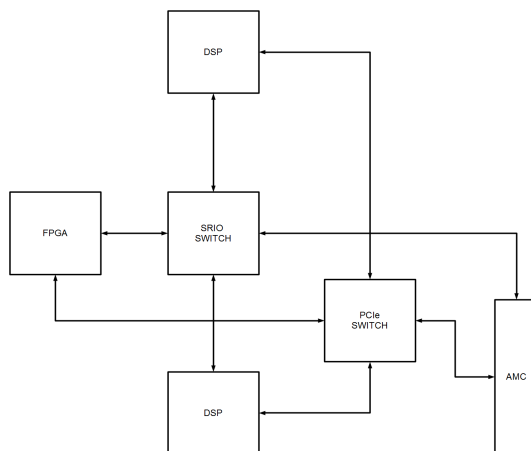 DSP
FPGA
SRIO
SWITCH
PCIe
SWITCH
AMC
DSP